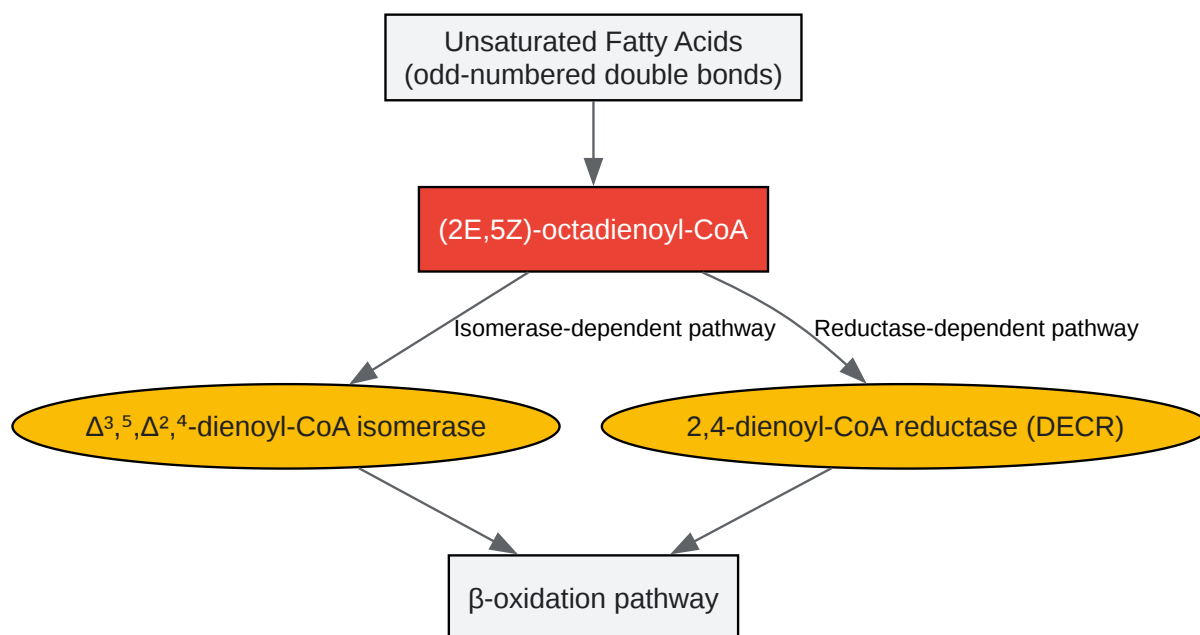 Unsaturated Fatty Acids
(odd-numbered double bonds)
(2E,5Z)-octadienoyl-CoA
Isomerase-dependent pathway
Reductase-dependent pathway
Δ³,⁵,Δ²,⁴-dienoyl-CoA isomerase
2,4-dienoyl-CoA reductase (DECR)
β-oxidation pathway